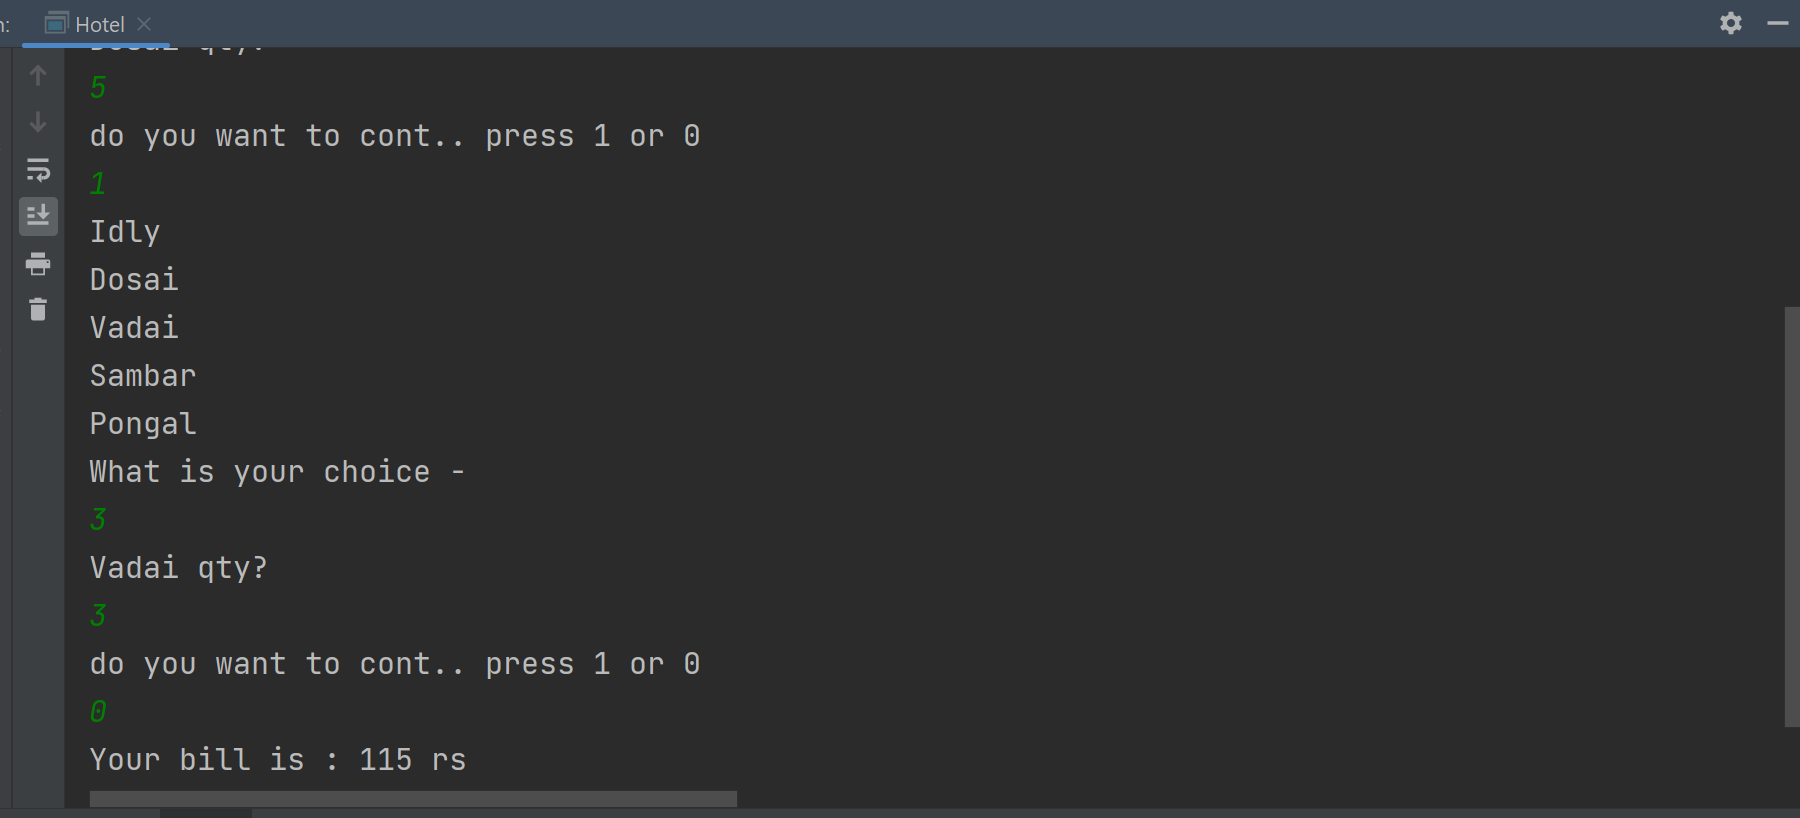 Hotel
5
do you want to cont.. press 1 or 0
1
Idly
Dosai
Vadai
Sambar
Pongal
What is your choice -
3
Vadai qty?
3
do you want to cont.. press 1 or 0
0
Your bill is : 115 rs